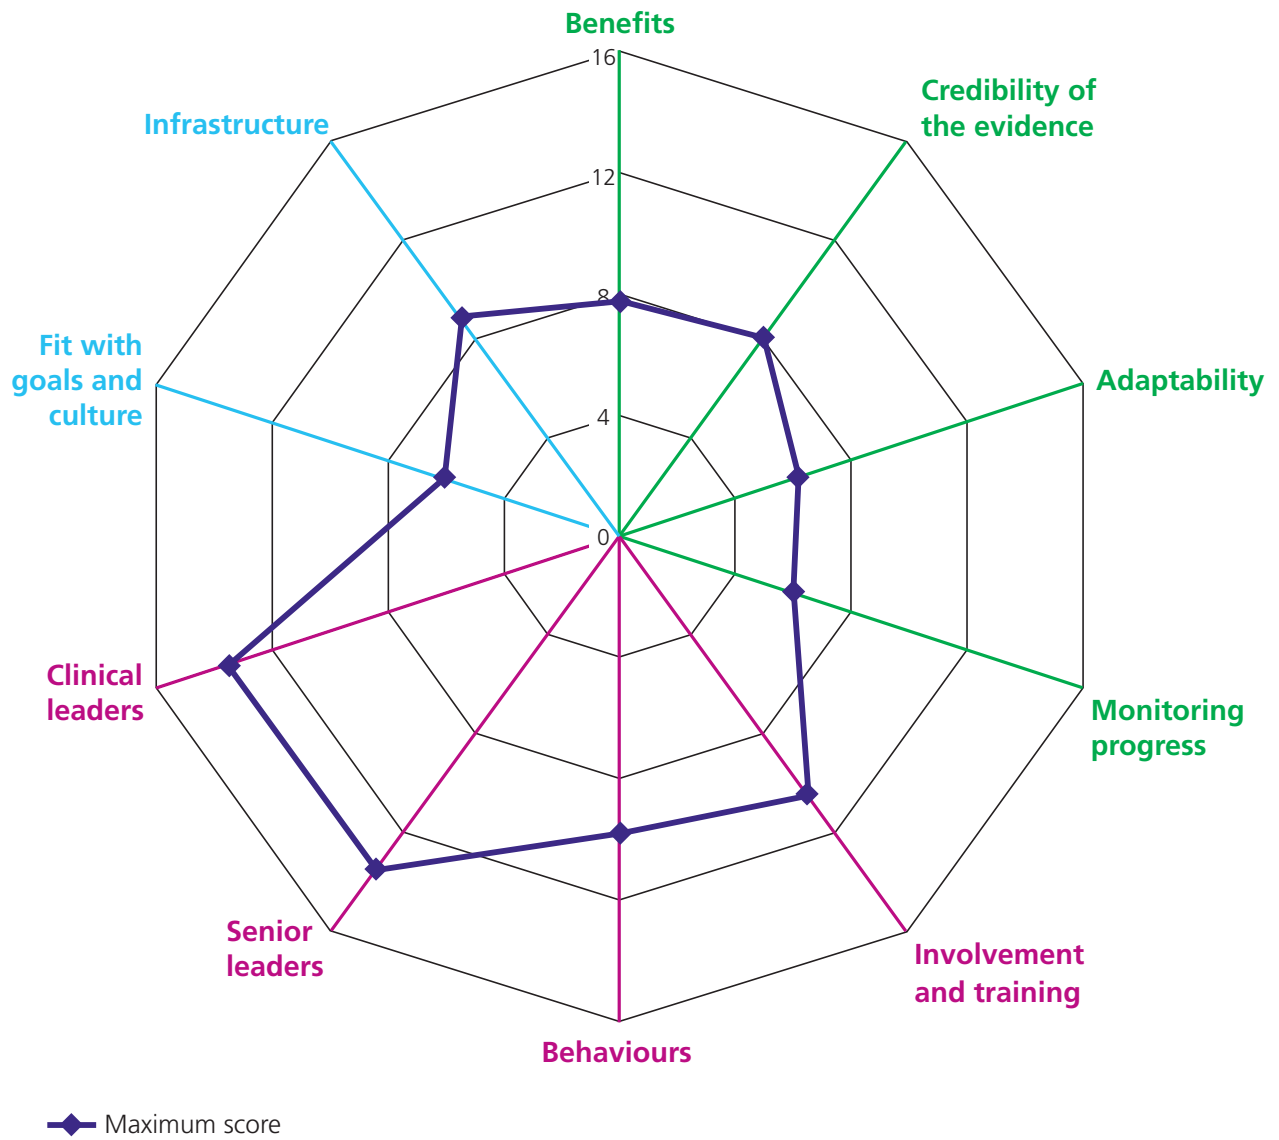 Benefits
16
Credibility of
the evidence
Infrastructure
12
8
Fit with
goals and
culture
Adaptability
4
0
Clinical
leaders
Monitoring
progress
Senior
leaders
Involvement
and training
Behaviours
Maximum score